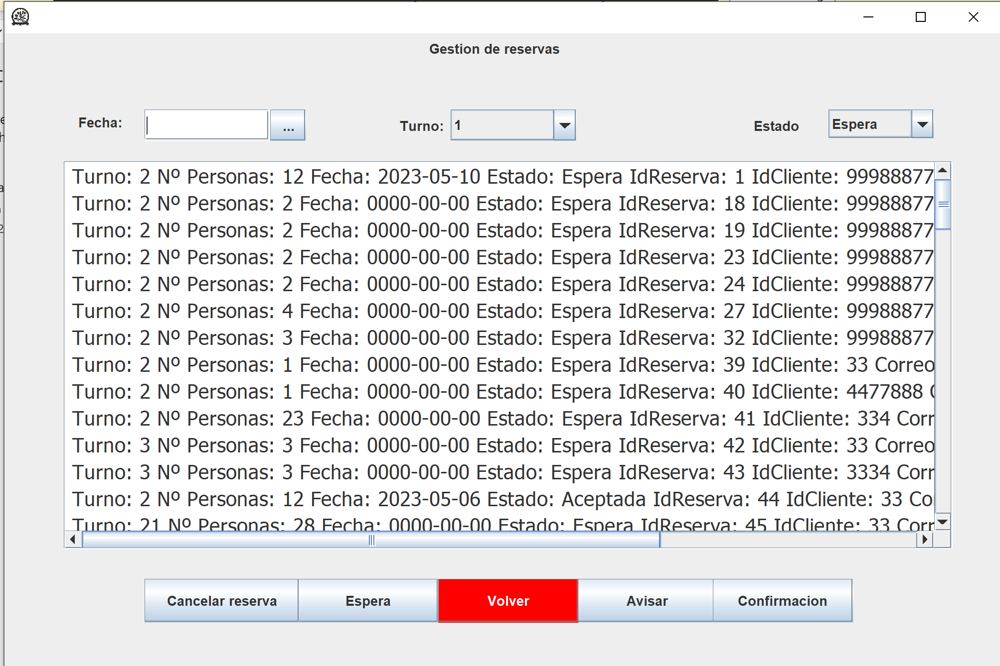 Gestion de reservas
Fecha: ... Turno: 1 Estado Espera
Turno: 2 Nº Personas: 12 Fecha: 2023-05-10 Estado: Espera IdReserva: 1 IdCliente: 99988877
Turno: 2 Nº Personas: 2 Fecha: 0000-00-00 Estado: Espera IdReserva: 18 IdCliente: 99988877
Turno: 2 Nº Personas: 2 Fecha: 0000-00-00 Estado: Espera IdReserva: 19 IdCliente: 99988877
Turno: 2 Nº Personas: 2 Fecha: 0000-00-00 Estado: Espera IdReserva: 23 IdCliente: 99988877
Turno: 2 Nº Personas: 2 Fecha: 0000-00-00 Estado: Espera IdReserva: 24 IdCliente: 99988877
Turno: 2 Nº Personas: 4 Fecha: 0000-00-00 Estado: Espera IdReserva: 27 IdCliente: 99988877
Turno: 2 Nº Personas: 3 Fecha: 0000-00-00 Estado: Espera IdReserva: 32 IdCliente: 99988877
Turno: 2 Nº Personas: 1 Fecha: 0000-00-00 Estado: Espera IdReserva: 39 IdCliente: 33 Correo
Turno: 2 Nº Personas: 1 Fecha: 0000-00-00 Estado: Espera IdReserva: 40 IdCliente: 4477888
Turno: 2 Nº Personas: 23 Fecha: 0000-00-00 Estado: Espera IdReserva: 41 IdCliente: 334 Corr
Turno: 3 Nº Personas: 3 Fecha: 0000-00-00 Estado: Espera IdReserva: 42 IdCliente: 33 Correo
Turno: 3 Nº Personas: 3 Fecha: 0000-00-00 Estado: Espera IdReserva: 43 IdCliente: 3334 Corr
Turno: 2 Nº Personas: 12 Fecha: 2023-05-06 Estado: Aceptada IdReserva: 44 IdCliente: 33 Co
Turno: 21 Nº Personas: 28 Fecha: 0000-00-00 Estado: Espera IdReserva: 45 IdCliente: 33 Corr
Cancelar reserva Espera Volver Avisar Confirmacion